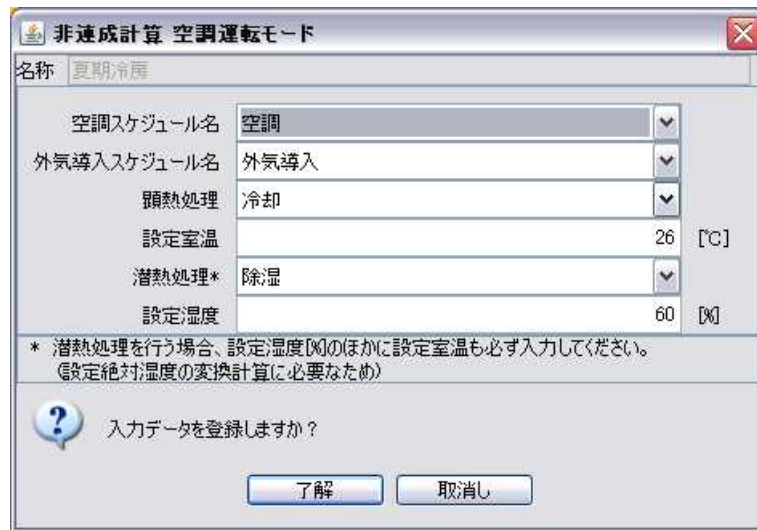 非連成計算 空調運転モード
名称 夏期冷房
空調スケジュール名 空調
外気導入スケジュール名 外気導入
顕熱処理 冷却
設定室温 26 [℃]
潜熱処理* 除湿
設定湿度 60 [%]
* 潜熱処理を行う場合、設定湿度[%]のほかに設定室温も必ず入力してください。
(設定絶対湿度の変換計算に必要なため)
入力データを登録しますか?
了解 取消し